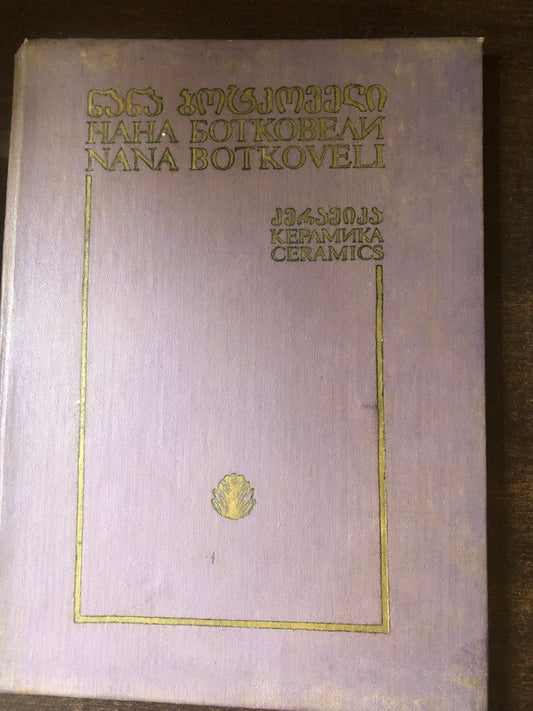 ნანა ბოტკოველი
НАНА БОТКОВЕЛИ
NANA BOTKOVELI
კერამიკა
КЕРАМИКА
CERAMICS